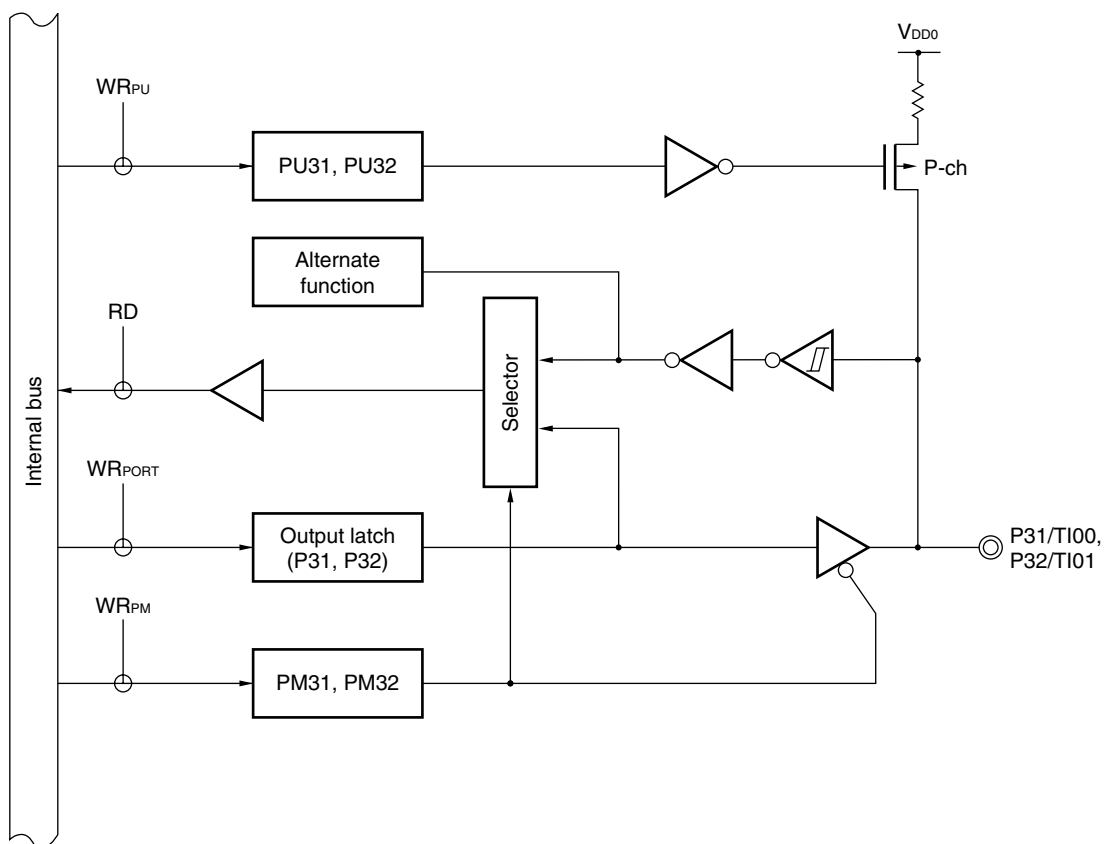 VDD0
WRPU
PU31, PU32
P-ch
Alternate
function
RD
Selector
Internal bus
WRPORT
Output latch
(P31, P32)
P31/TI00,
P32/TI01
WRPM
PM31, PM32